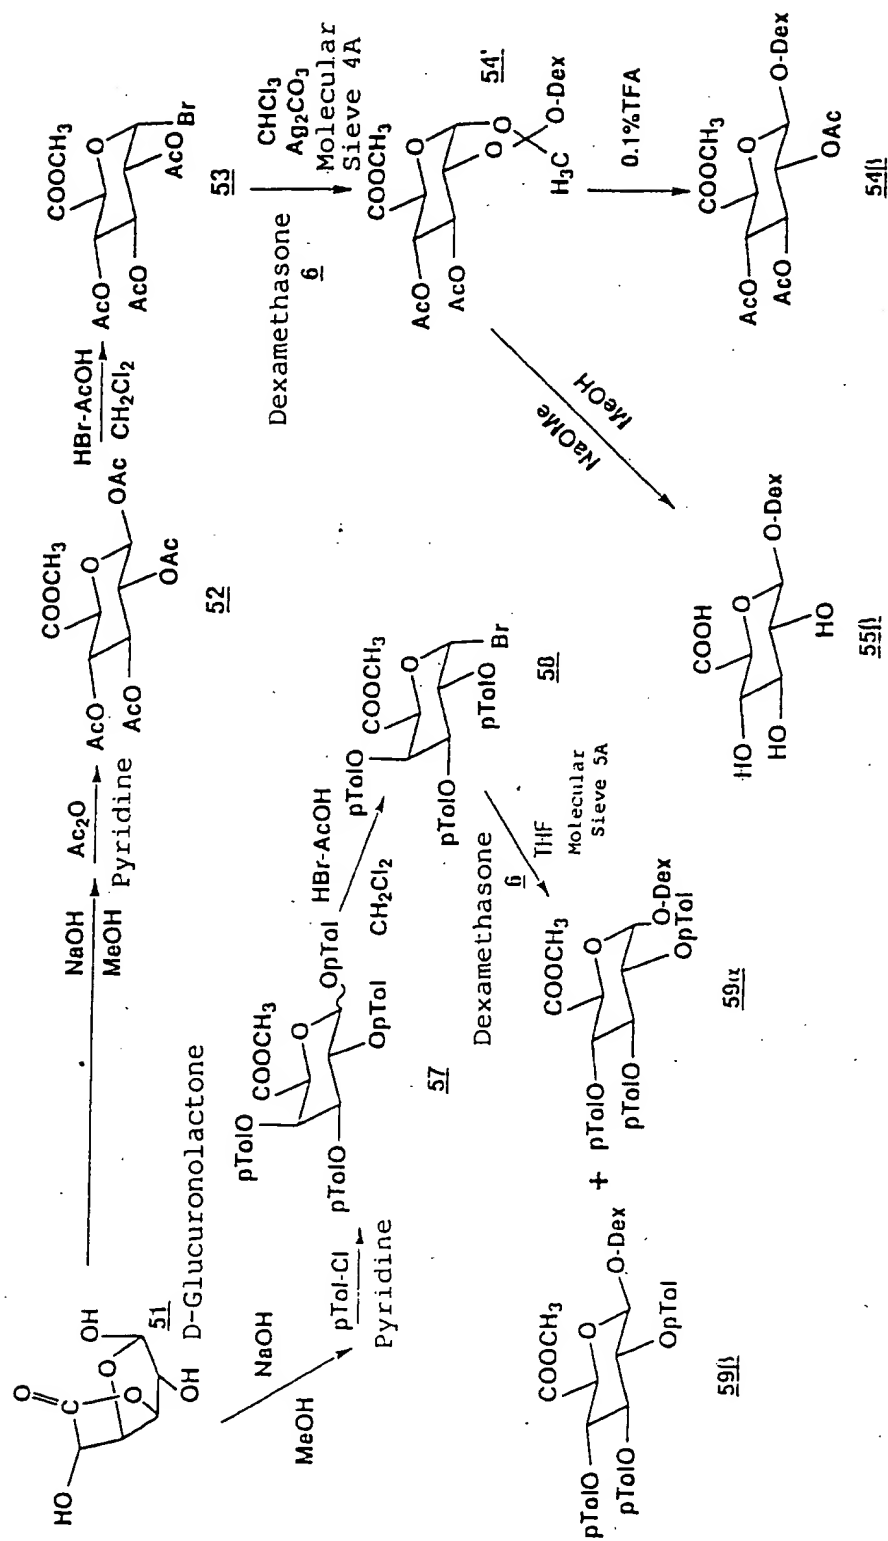 HO
O
C
O
O
OH
OH
51
D-Glucuronolactone
NaOH
MeOH
Ac₂O
Pyridine
COOCH₃
O
AcO
AcO
OAc
OAc
52
HBr-AcOH
CH₂Cl₂
COOCH₃
O
AcO
AcO
AcO
Br
53
Dexamethasone
6
CHCl₃
Ag₂CO₃
Molecular
Sieve 4A
MeOH
NaOH
pTol-Cl
Pyridine
pTolO
COOCH₃
O
pTolO
OpTol
OpTol
57
HBr-AcOH
CH₂Cl₂
pTolO
COOCH₃
O
pTolO
pTolO
Br
58
NaOMe
MeOH
COOCH₃
O
AcO
AcO
O
O
H₃C
O-Dex
54'
0.1%TFA
Dexamethasone
6
THF
Molecular
Sieve 5A
COOCH₃
O
pTolO
pTolO
O-Dex
OpTol
59β
+
COOCH₃
O
pTolO
pTolO
O-Dex
OpTol
59α
COOH
O
HO
HO
HO
O-Dex
55β
COOCH₃
O
AcO
AcO
OAc
O-Dex
54β